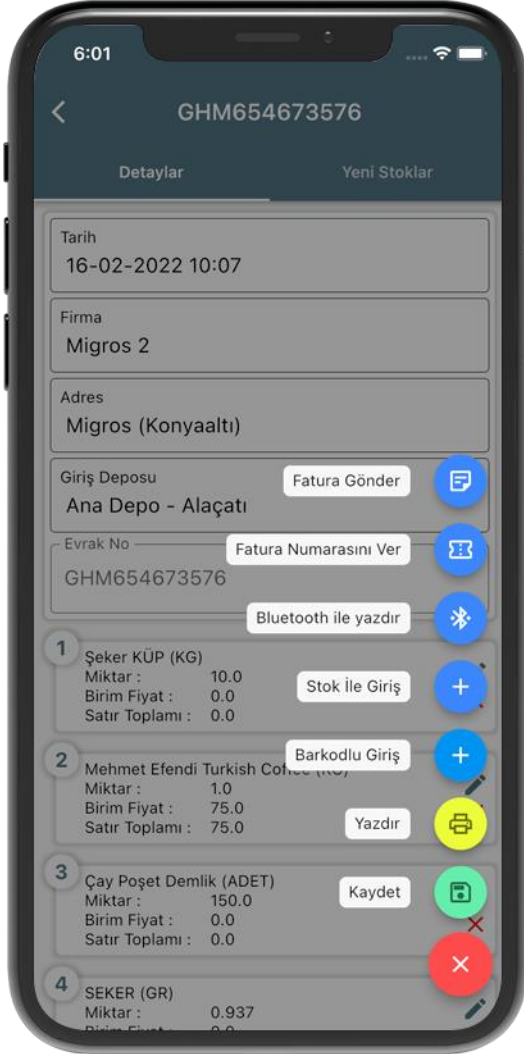 6:01
GHM654673576
Detaylar Yeni Stoklar
Tarih
16-02-2022 10:07
Firma
Migros 2
Adres
Migros (Konyaaltı)
Giriş Deposu
Ana Depo - Alaçatı
Fatura Gönder
Evrak No
GHM654673576
Fatura Numarasını Ver
Bluetooth ile yazdır
1
Şeker KÜP (KG)
Miktar : 10.0
Birim Fiyat : 0.0
Satır Toplamı : 0.0
Stok İle Giriş
Barkodlu Giriş
2
Mehmet Efendi Turkish Coffee (KG)
Miktar : 1.0
Birim Fiyat : 75.0
Satır Toplamı : 75.0
Yazdır
3
Çay Poşet Demlik (ADET)
Miktar : 150.0
Birim Fiyat : 0.0
Satır Toplamı : 0.0
Kaydet
4
SEKER (GR)
Miktar : 0.937
Birim Fiyat : 0.0